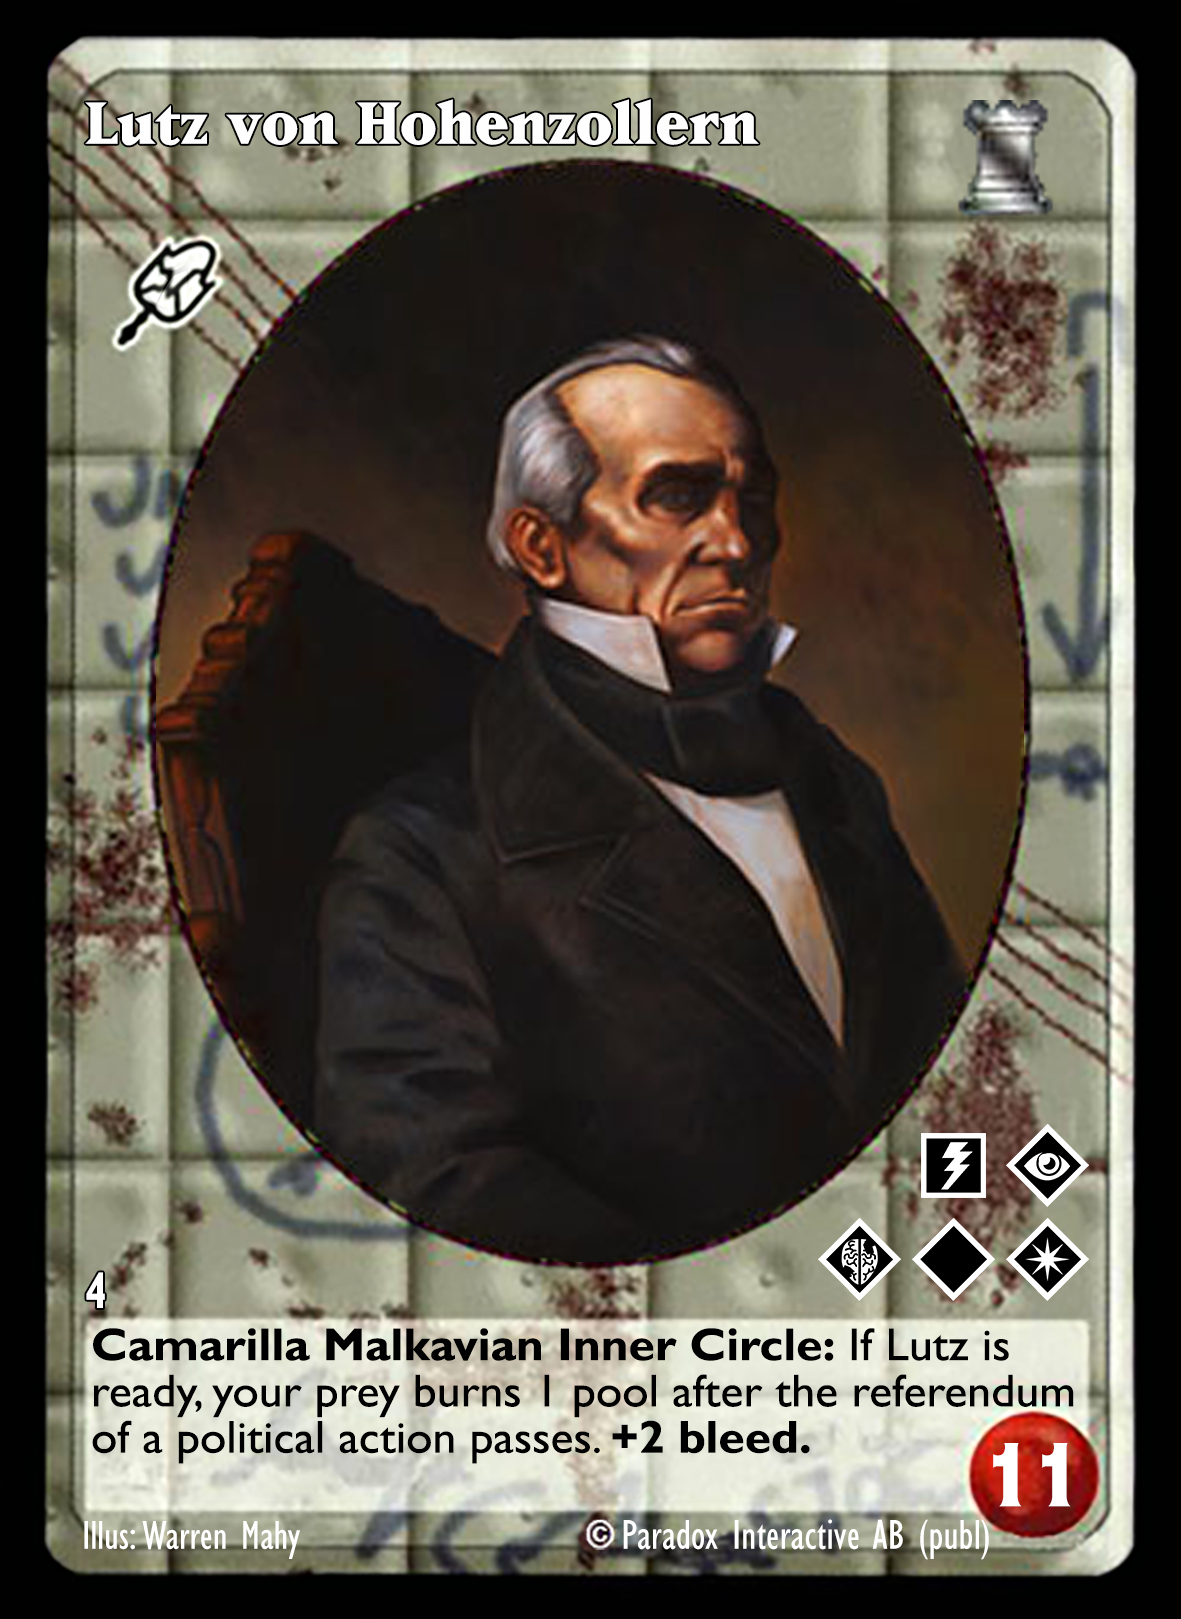 Lutz von Hohenzollern
4
Camarilla Malkavian Inner Circle: If Lutz is
ready, your prey burns 1 pool after the referendum
of a political action passes. +2 bleed.
11
Illus: Warren Mahy
© Paradox Interactive AB (publ)